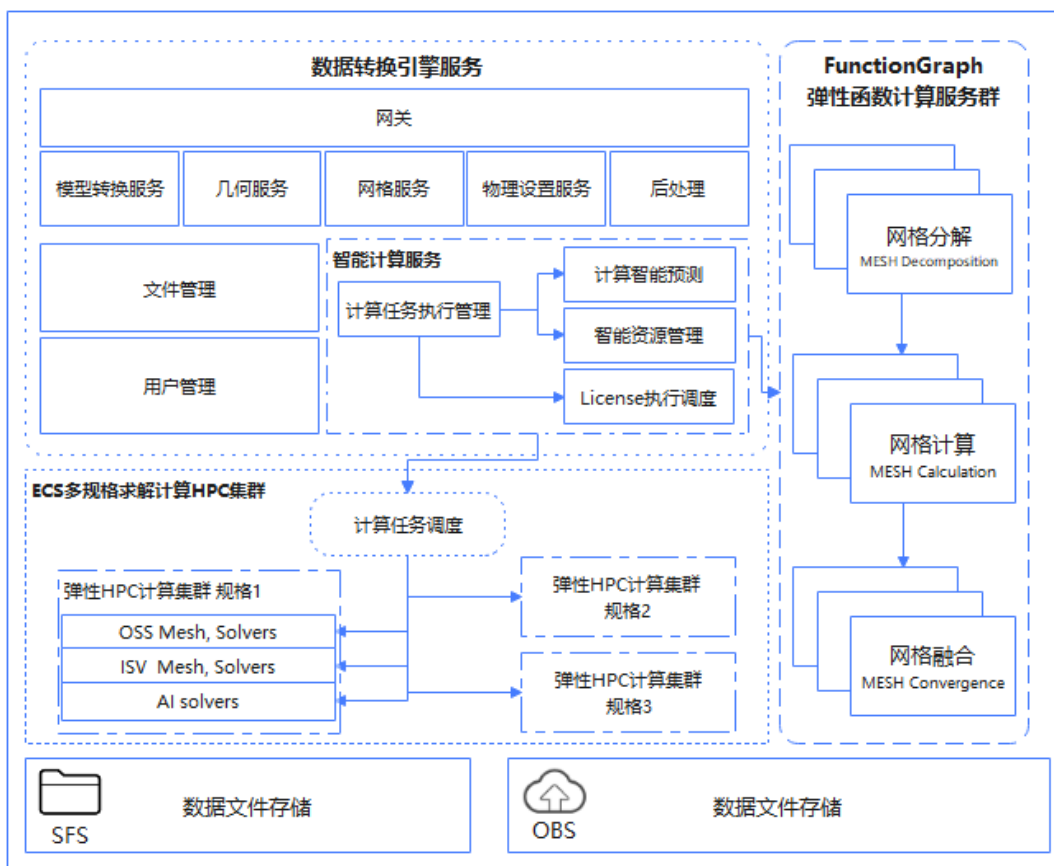 数据转换引擎服务
网关
模型转换服务
几何服务
网格服务
物理设置服务
后处理
文件管理
用户管理
智能计算服务
计算任务执行管理
计算智能预测
智能资源管理
License执行调度
ECS多规格求解计算HPC集群
计算任务调度
弹性HPC计算集群 规格1
OSS Mesh, Solvers
ISV  Mesh, Solvers
AI solvers
弹性HPC计算集群
规格2
弹性HPC计算集群
规格3
FunctionGraph
弹性函数计算服务群
网格分解
MESH Decomposition
网格计算
MESH Calculation
网格融合
MESH Convergence
SFS
数据文件存储
OBS
数据文件存储